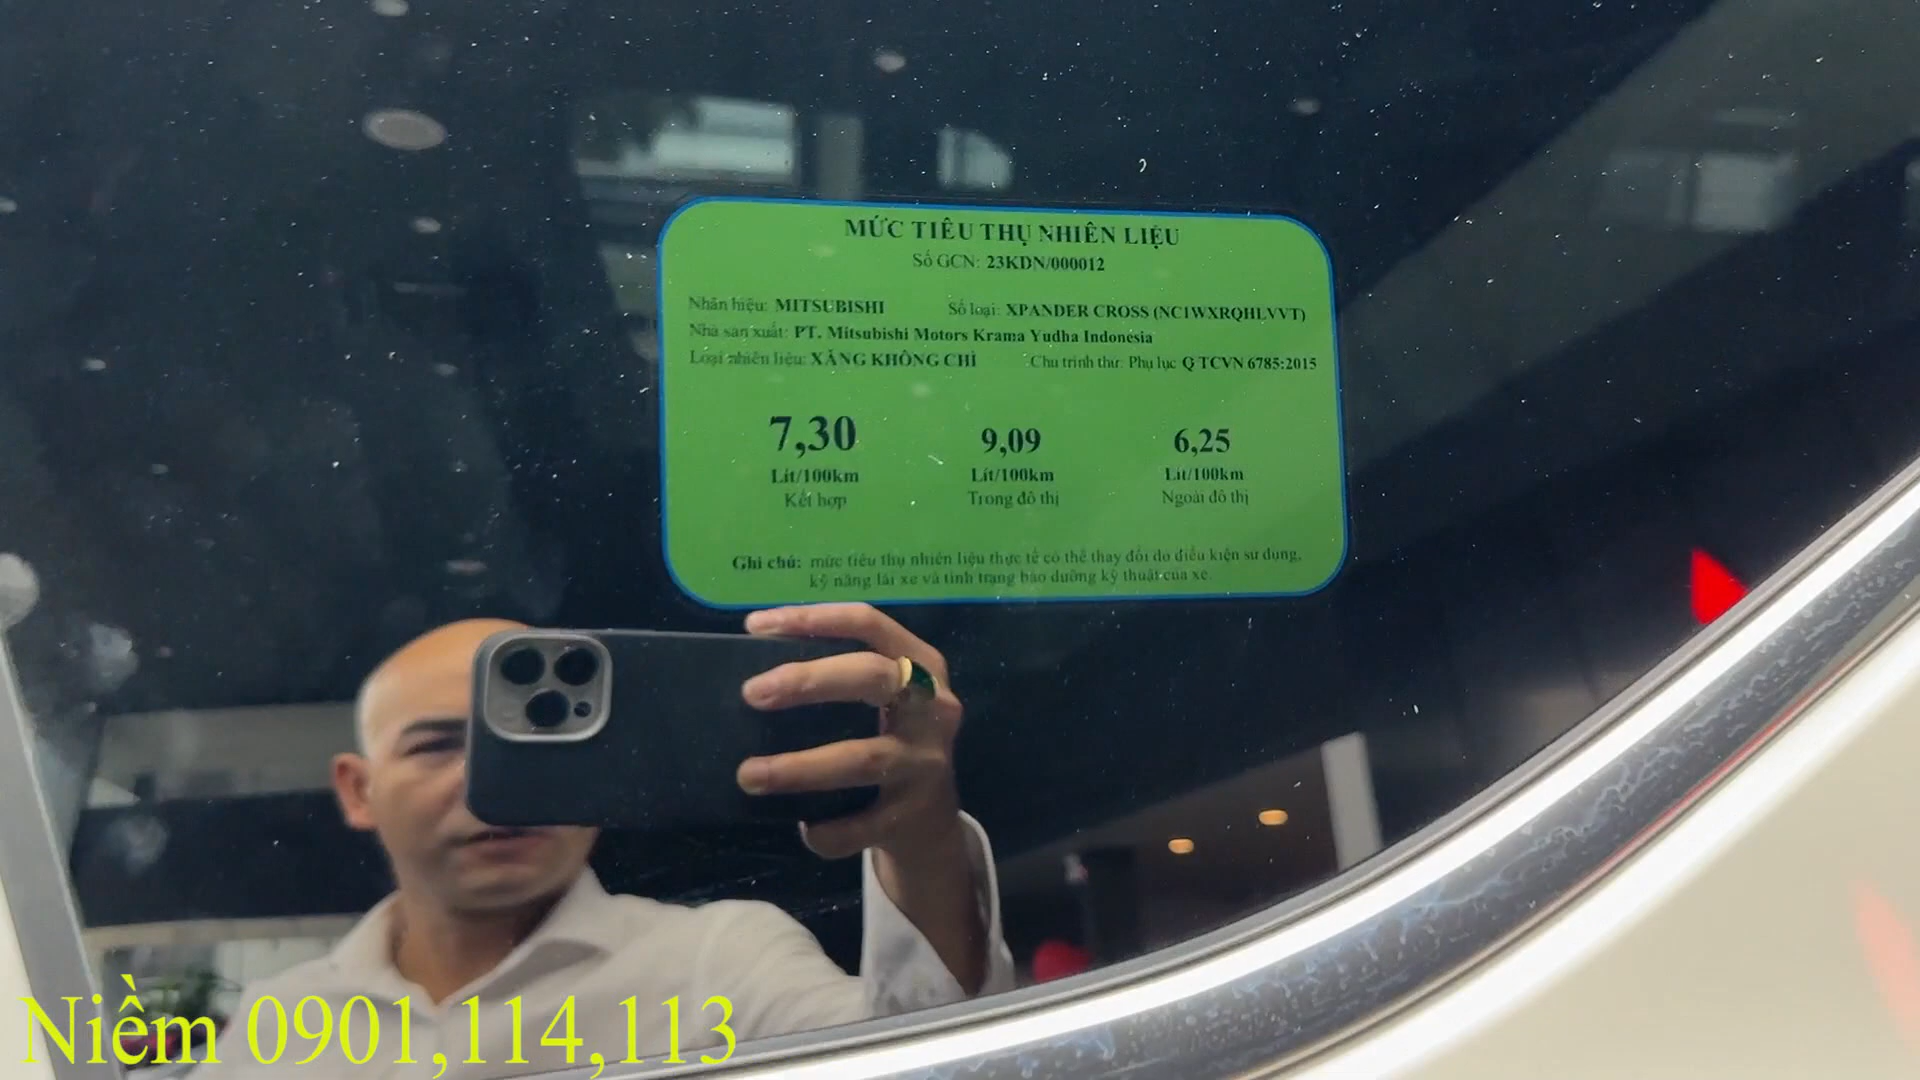 MỨC TIÊU THỤ NHIÊN LIỆU
Số GCN: 23KDN/000012
Nhãn hiệu: MITSUBISHI Số loại: XPANDER CROSS (NC1WXRQHLVVT)
Nhà sản xuất: PT. Mitsubishi Motors Krama Yudha Indonesia
Loại nhiên liệu: XĂNG KHÔNG CHÌ Chu trình thử: Phụ lục Q TCVN 6785:2015
7,30 9,09 6,25
Lít/100km Lít/100km Lít/100km
Kết hợp Trong đô thị Ngoài đô thị
Ghi chú: mức tiêu thụ nhiên liệu thực tế có thể thay đổi do điều kiện sử dụng,
kỹ năng lái xe và tình trạng bảo dưỡng kỹ thuật của xe.
Niềm 0901,114,113